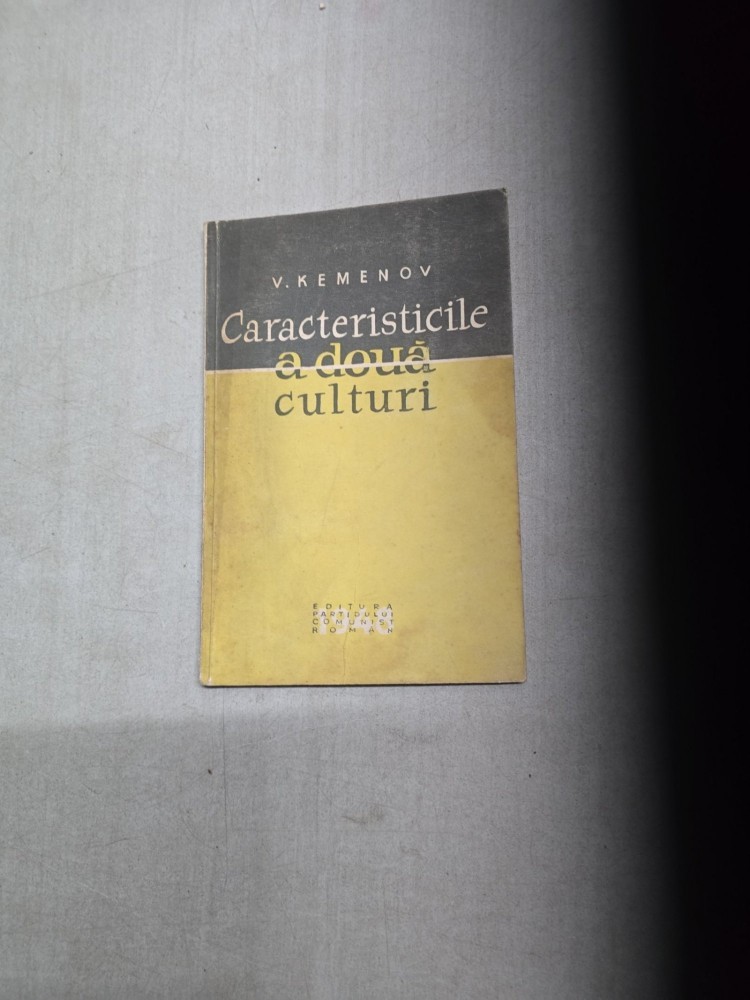 V. KEMENOV
Caracteristicile
a două
culturi
EDITURA
PARTIDULUI
COMUNIST
ROMÂN